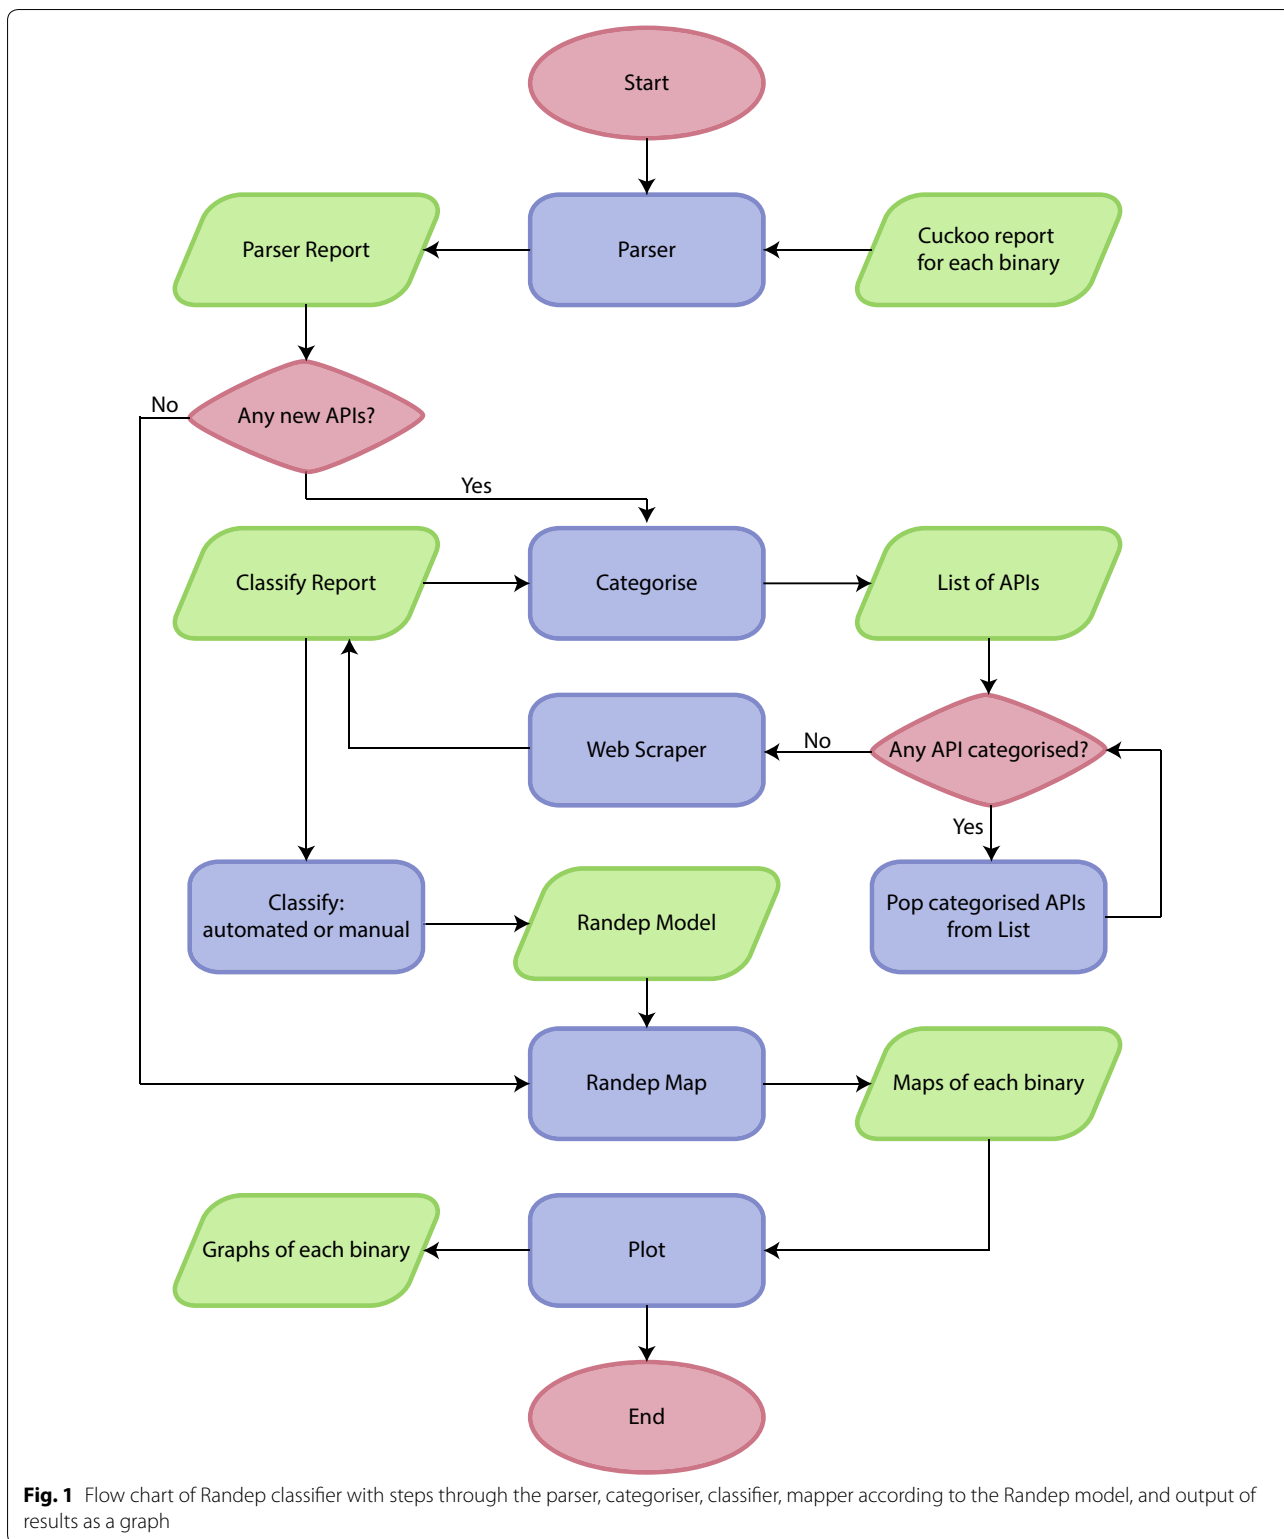 Start
Parser Report
Parser
Cuckoo report
for each binary
No
Any new APIs?
Yes
Classify Report
Categorise
List of APIs
Web Scraper
No
Any API categorised?
Yes
Classify:
automated or manual
Randep Model
Pop categorised APIs
from List
Randep Map
Maps of each binary
Graphs of each binary
Plot
End
Fig. 1 Flow chart of Randep classifier with steps through the parser, categoriser, classifier, mapper according to the Randep model, and output of
results as a graph